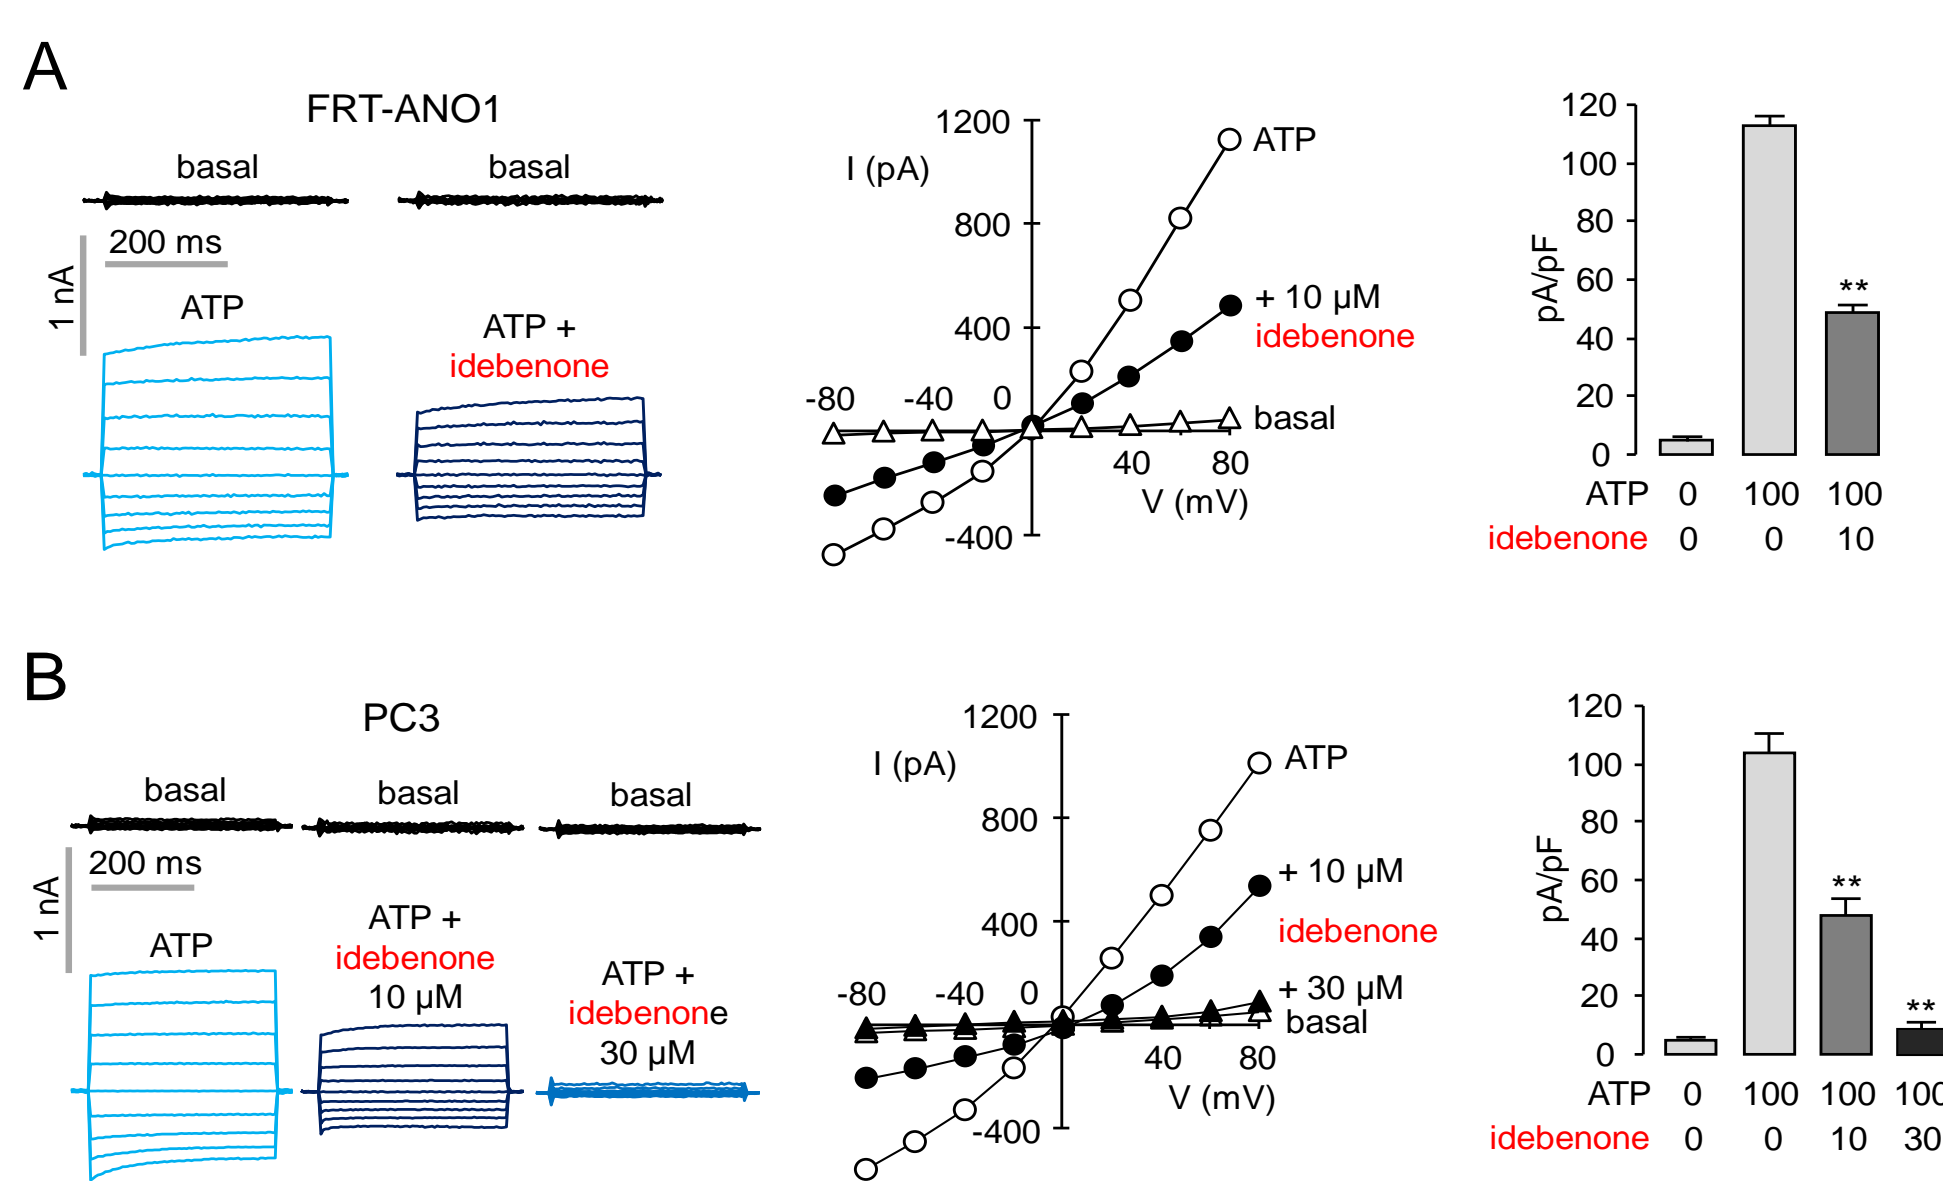 A
FRT-ANO1
basal
basal
200 ms
1 nA
ATP
ATP +
idebenone
I (pA)
1200
800
400
-400
-80
-40
0
40
80
V (mV)
ATP
+ 10 µM
idebenone
basal
pA/pF
120
100
80
60
40
20
0
**
ATP 0 100 100
idebenone 0 0 10
B
PC3
basal
basal
basal
200 ms
1 nA
ATP
ATP +
idebenone
10 µM
ATP +
idebenone
30 µM
I (pA)
1200
800
400
-400
-80
-40
0
40
80
V (mV)
ATP
+ 10 µM
idebenone
+ 30 µM
basal
pA/pF
120
100
80
60
40
20
0
**
**
ATP 0 100 100 100
idebenone 0 0 10 30